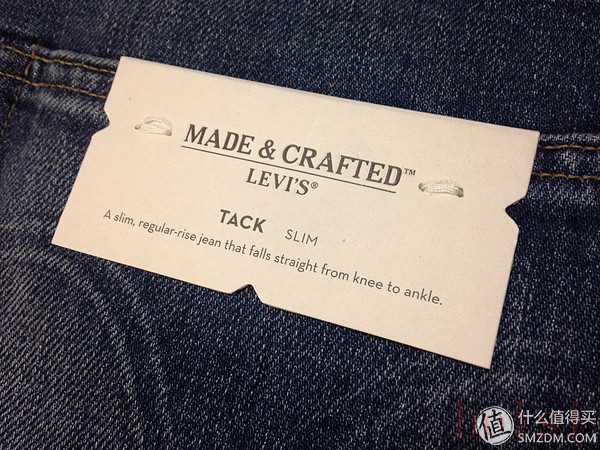 MADE & CRAFTED™
LEVI'S®
TACK SLIM
A slim, regular-rise jean that falls straight from knee to ankle.
值 什么值得买
SMZDM.COM